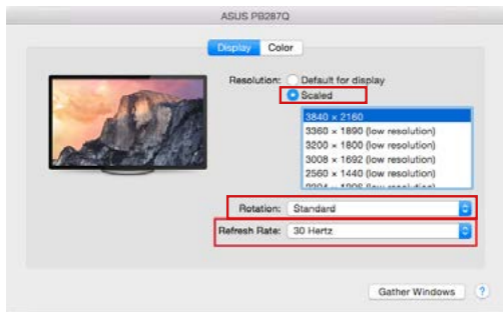 ASUS PB287Q
Display Color
Resolution: Default for display
Scaled
3840 × 2160
3360 × 1890 (low resolution)
3200 × 1800 (low resolution)
3008 × 1692 (low resolution)
2560 × 1440 (low resolution)
Rotation: Standard
Refresh Rate: 30 Hertz
Gather Windows ?